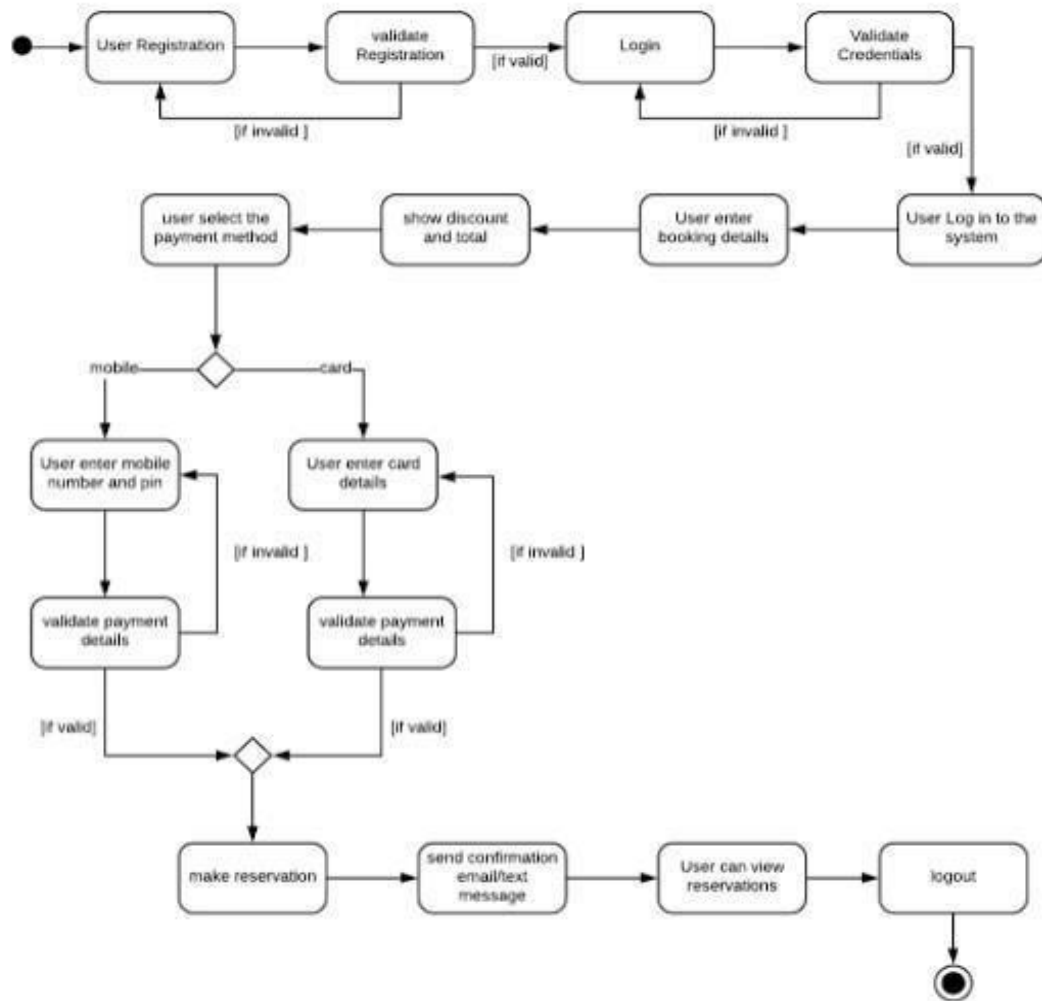 User Registration
validate
Registration
[if valid]
Login
Validate
Credentials
[if invalid ]
[if invalid ]
[if valid]
user select the
payment method
show discount
and total
User enter
booking details
User Log in to the
system
mobile
card
User enter mobile
number and pin
User enter card
details
[if invalid ]
[if invalid ]
validate payment
details
validate payment
details
[if valid]
[if valid]
make reservation
send confirmation
email/text
message
User can view
reservations
logout